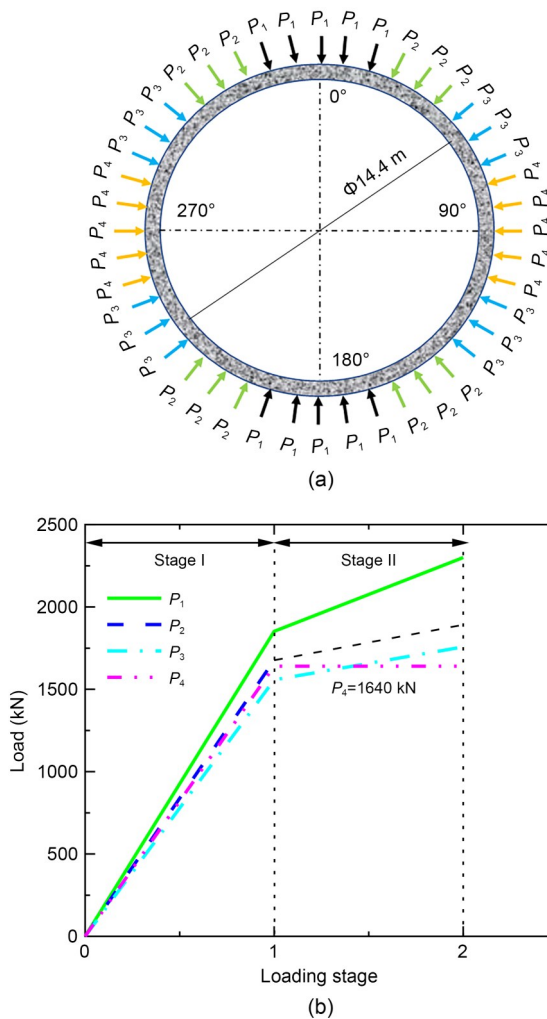 P₁ P₁ P₁ P₁ P₁
P₂ P₂
P₂ P₂
P₂ P₂
P₃ P₃
P₃ P₃
P₃ P₃
0°
Φ14.4 m
P₄ P₄
P₄ P₄
270° 90°
P₄ P₄
P₄ P₄
P₄ P₄
P₃ P₃
P₃ P₃
P₃ P₃
180°
P₂ P₂
P₂ P₂
P₂ P₂
P₁ P₁ P₁ P₁ P₁
(a)
2500
Stage I Stage II
P₁
2000
P₂
P₃
P₄
P₄=1640 kN
1500
Load (kN)
1000
500
0
0 1 2
Loading stage
(b)